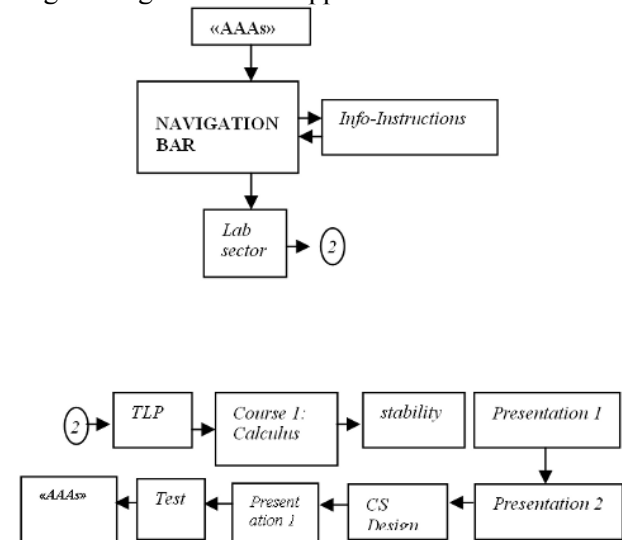 «AAAs»
NAVIGATION
BAR
Info-Instructions
Lab
sector
2
2
TLP
Course 1:
Calculus
stability
Presentation 1
Presentation 2
CS
Design
Present
ation 1
Test
«AAAs»